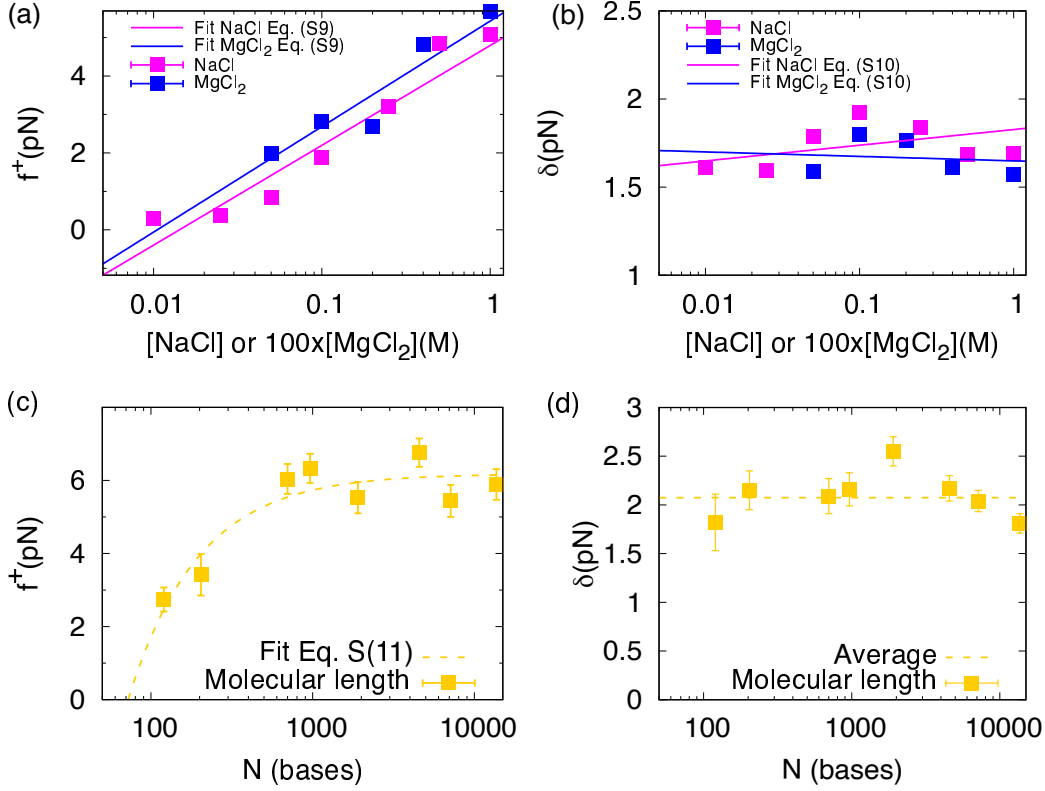 (a)
Fit NaCl Eq. (S9)
Fit MgCl₂ Eq. (S9)
NaCl
MgCl₂
f⁺(pN)
4
2
0
0.01 0.1 1
[NaCl] or 100x[MgCl₂](M)
(b)
2.5
2
1.5
1
NaCl
MgCl₂
Fit NaCl Eq. (S10)
Fit MgCl₂ Eq. (S10)
δ(pN)
0.01 0.1 1
[NaCl] or 100x[MgCl₂](M)
(c)
8
6
4
2
0
f⁺(pN)
Fit Eq. S(11)
Molecular length
100 1000 10000
N (bases)
(d)
3
2.5
2
1.5
1
0.5
0
δ(pN)
Average
Molecular length
100 1000 10000
N (bases)